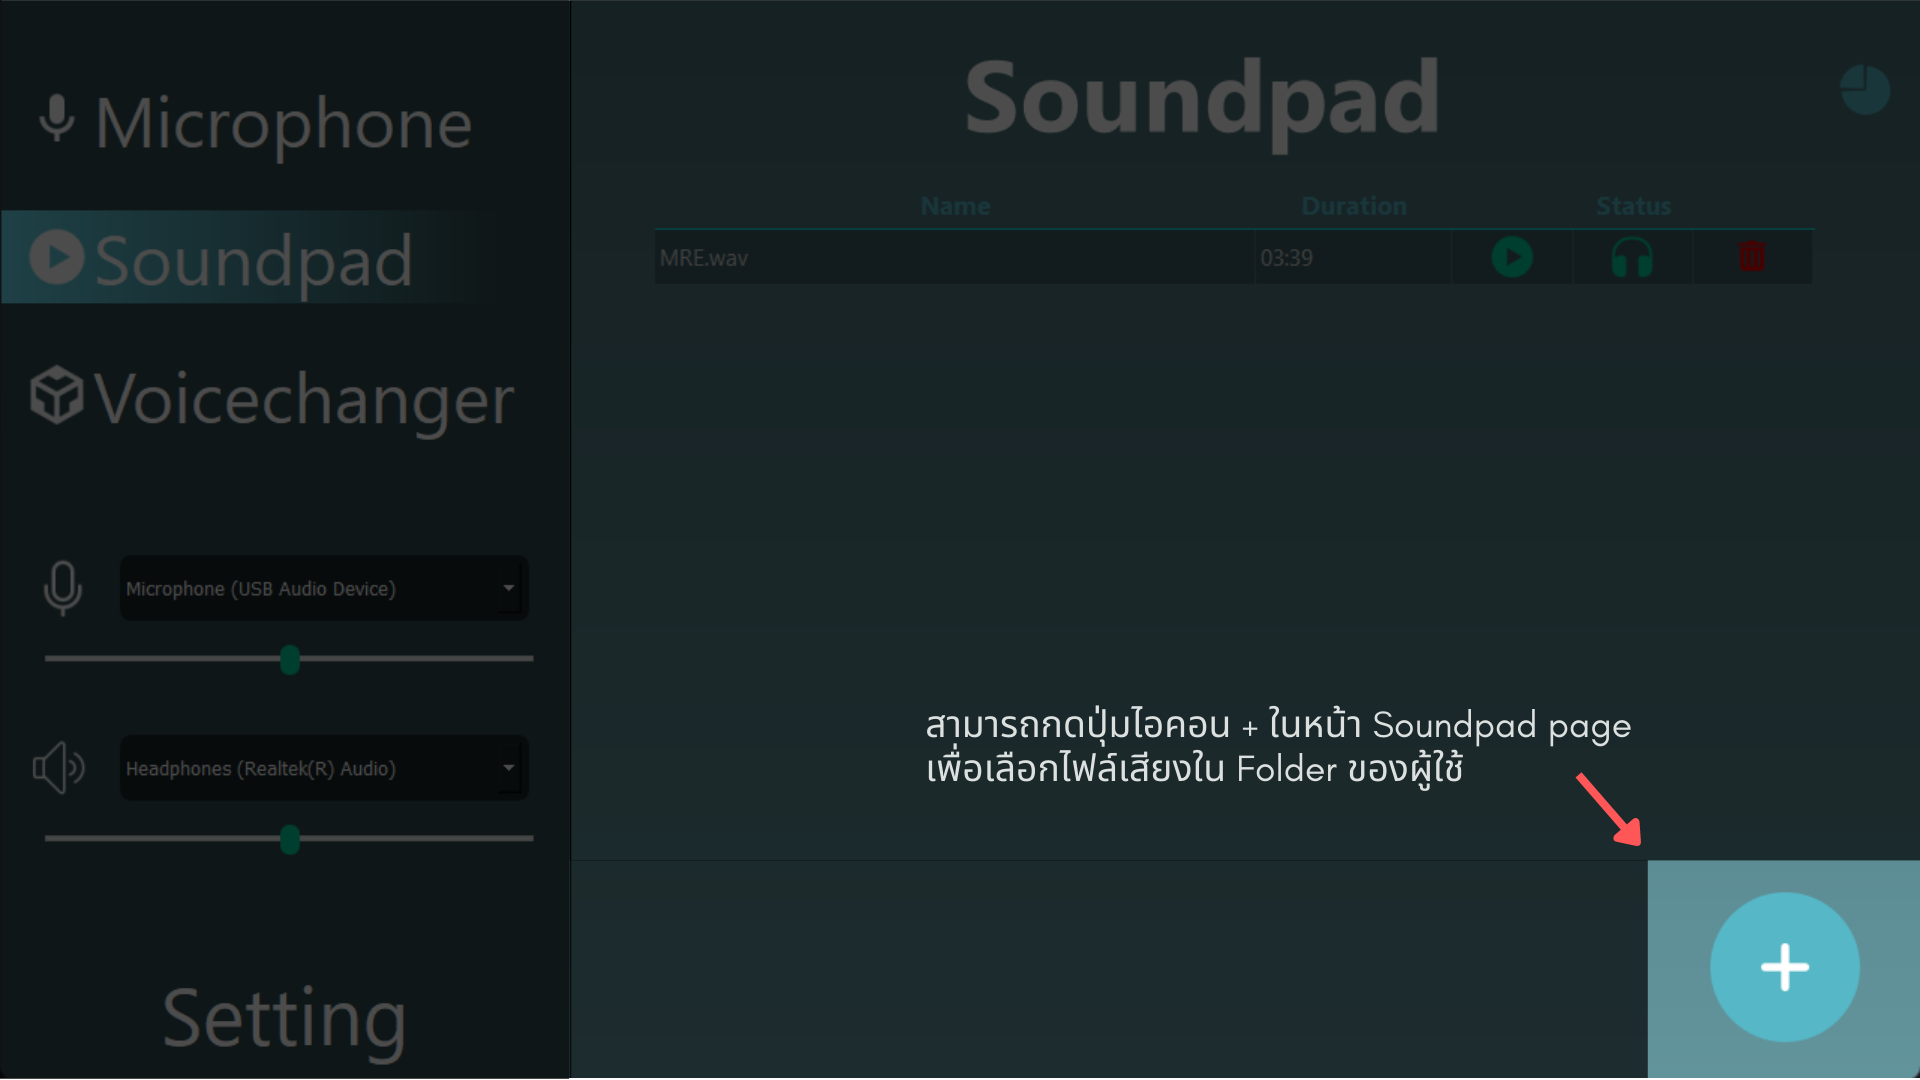 Microphone
Soundpad
Voicechanger
Microphone (USB Audio Device)
Headphones (Realtek(R) Audio)
Setting
Soundpad
Name Duration Status
MRE.wav 03:39
สามารถกดปุ่มไอคอน + ในหน้า Soundpad page
เพื่อเลือกไฟล์เสียงใน Folder ของผู้ใช้
+